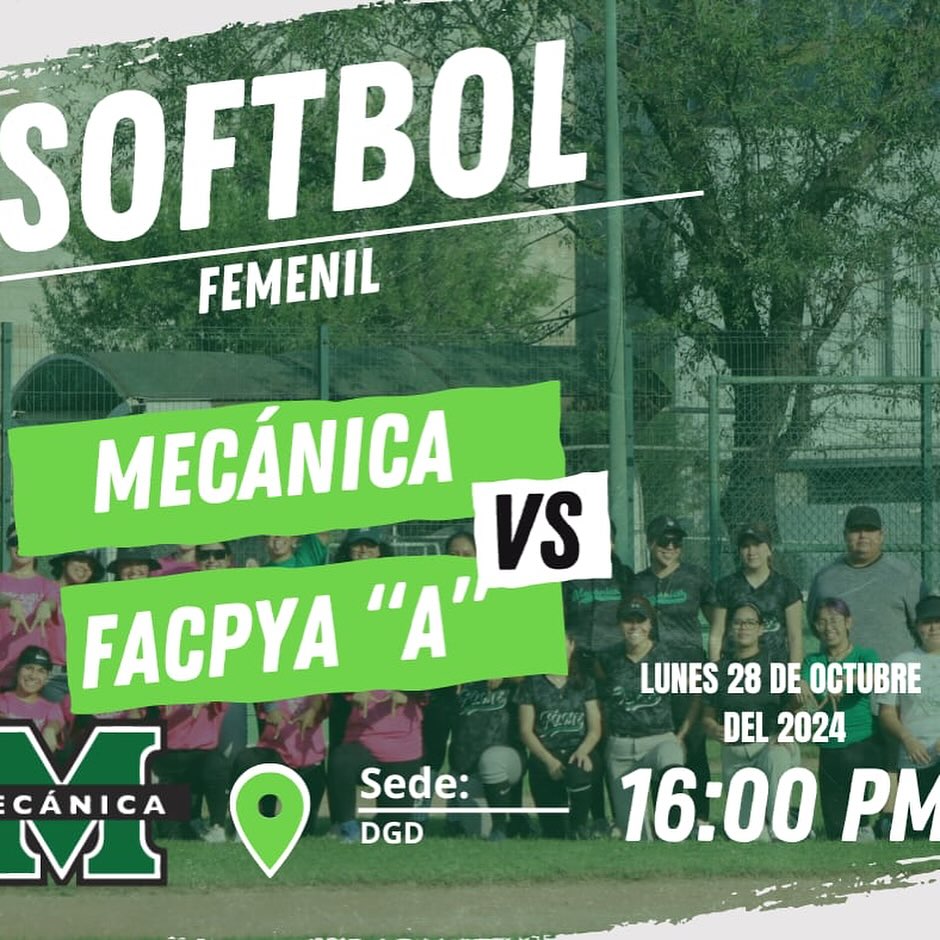 SOFTBOL
FEMENIL
MECÁNICA
VS
FACPYA “A”
LUNES 28 DE OCTUBRE
DEL 2024
16:00 PM
Sede:
DGD
M
ECÁNICA